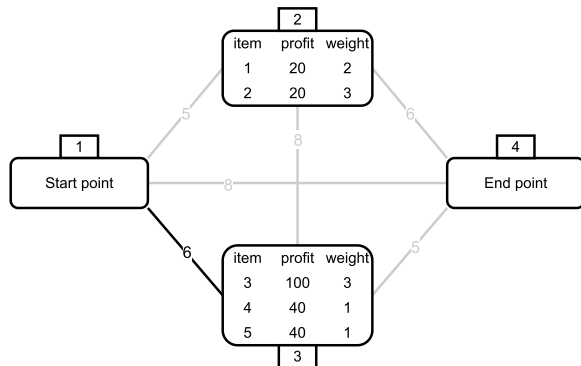 2
item profit weight
1 20 2
2 20 3
5
6
1
8
4
Start point
8
End point
6
5
item profit weight
3 100 3
4 40 1
5 40 1
3